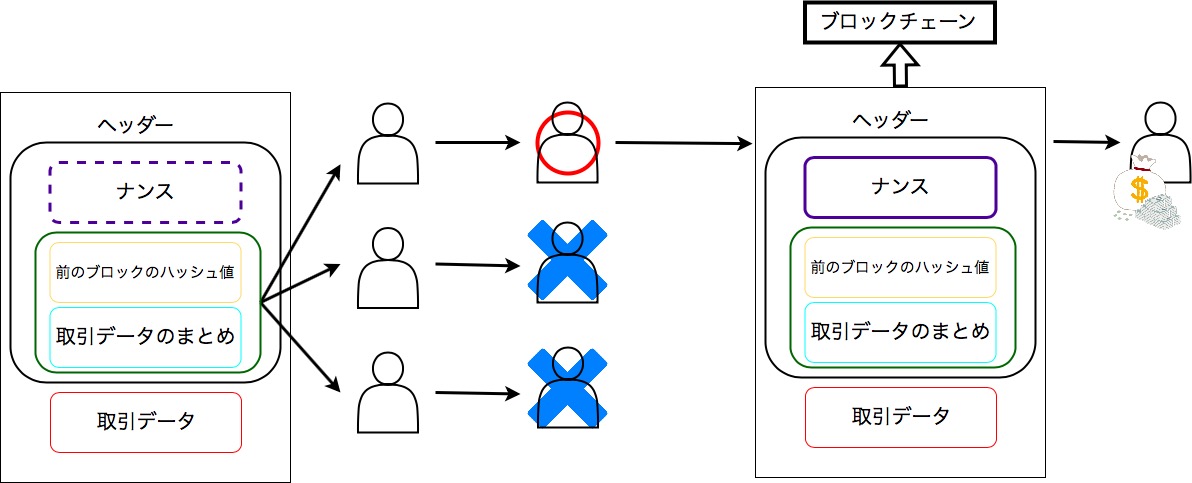 ブロックチェーン
ヘッダー
ナンス
前のブロックのハッシュ値
取引データのまとめ
取引データ
ヘッダー
ナンス
前のブロックのハッシュ値
取引データのまとめ
取引データ
$